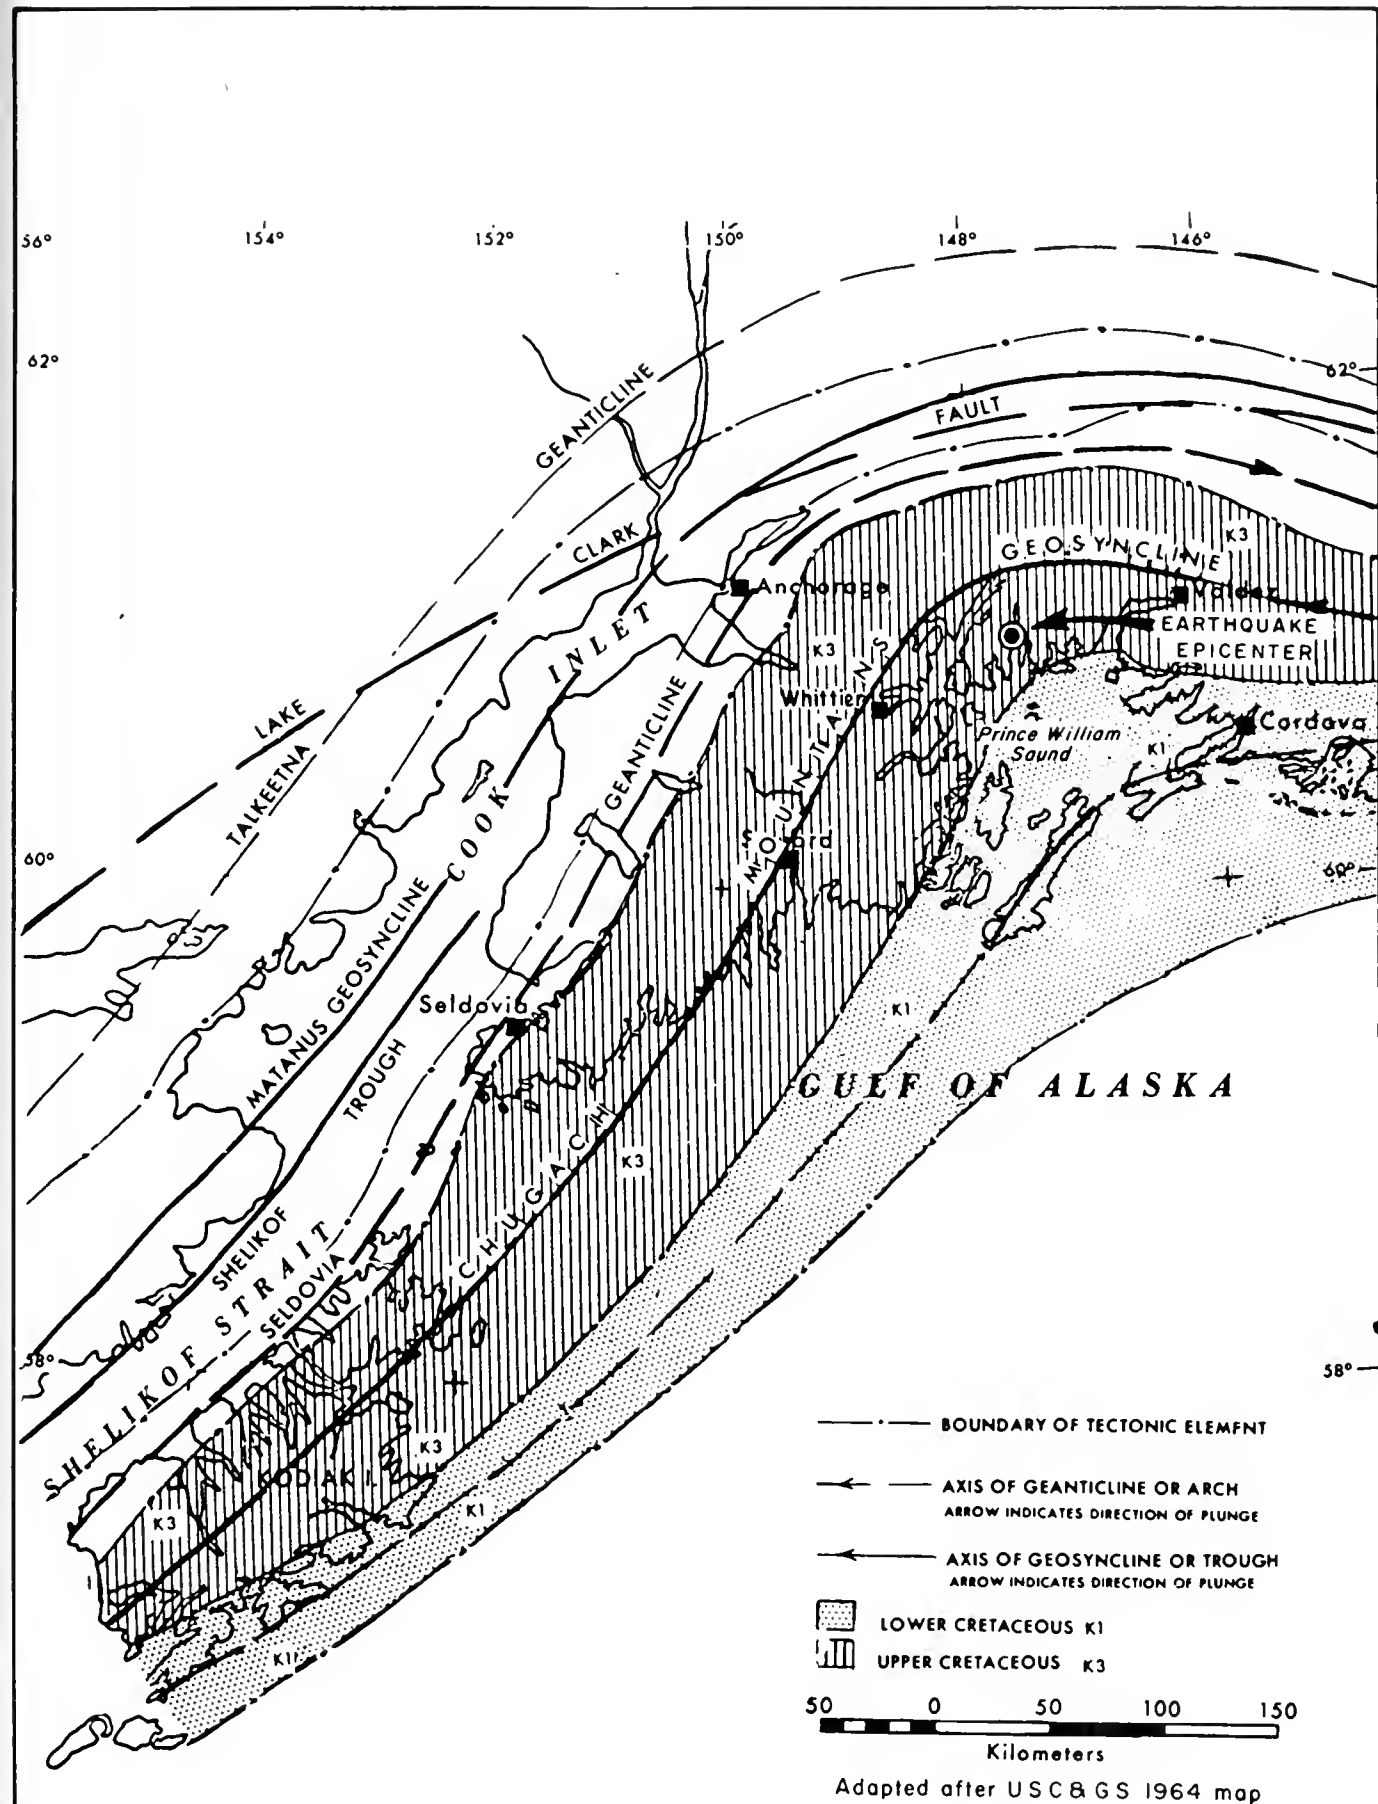 56°
154°
152°
150°
148°
146°
62°
62°
GEANTICLINE
FAULT
CLARK
K3
GEOSYNCLINE
Anchorage
Valdez
EARTHQUAKE
EPICENTER
INLET
K3
LAKE
TALKEETNA
GEANTICLINE
Whittier
Prince William
Sound
K1
Cordova
COOK
60°
60°
MATANUS GEOSYNCLINE
CHUGACH MOUNTLANS
K1
Seldovia
TROUGH
GULF OF ALASKA
K3
SHELIKOF
SHELIKOF STRAIT
SELDOVIA
58°
58°
K3
KODIAK I.
K3
K1
K1
BOUNDARY OF TECTONIC ELEMENT
AXIS OF GEANTICLINE OR ARCH
ARROW INDICATES DIRECTION OF PLUNGE
AXIS OF GEOSYNCLINE OR TROUGH
ARROW INDICATES DIRECTION OF PLUNGE
LOWER CRETACEOUS K1
UPPER CRETACEOUS K3
50 0 50 100 150
Kilometers
Adapted after USC&GS 1964 map